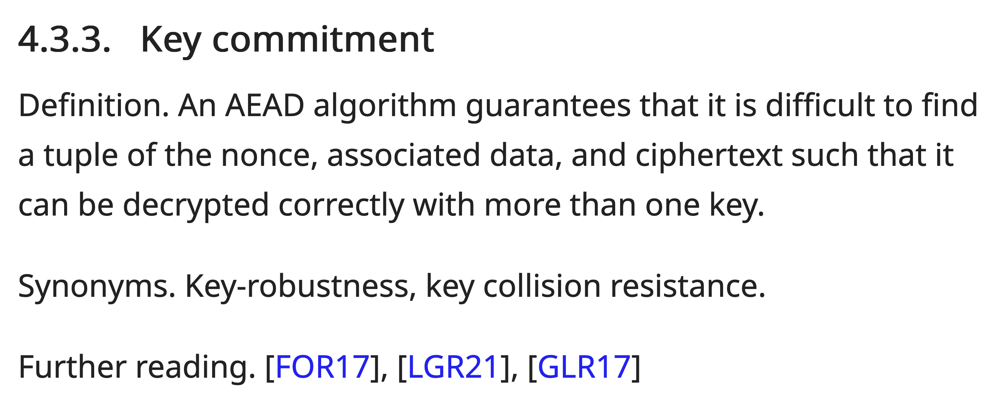 4.3.3. Key commitment
Definition. An AEAD algorithm guarantees that it is difficult to find
a tuple of the nonce, associated data, and ciphertext such that it
can be decrypted correctly with more than one key.
Synonyms. Key-robustness, key collision resistance.
Further reading. [FOR17], [LGR21], [GLR17]